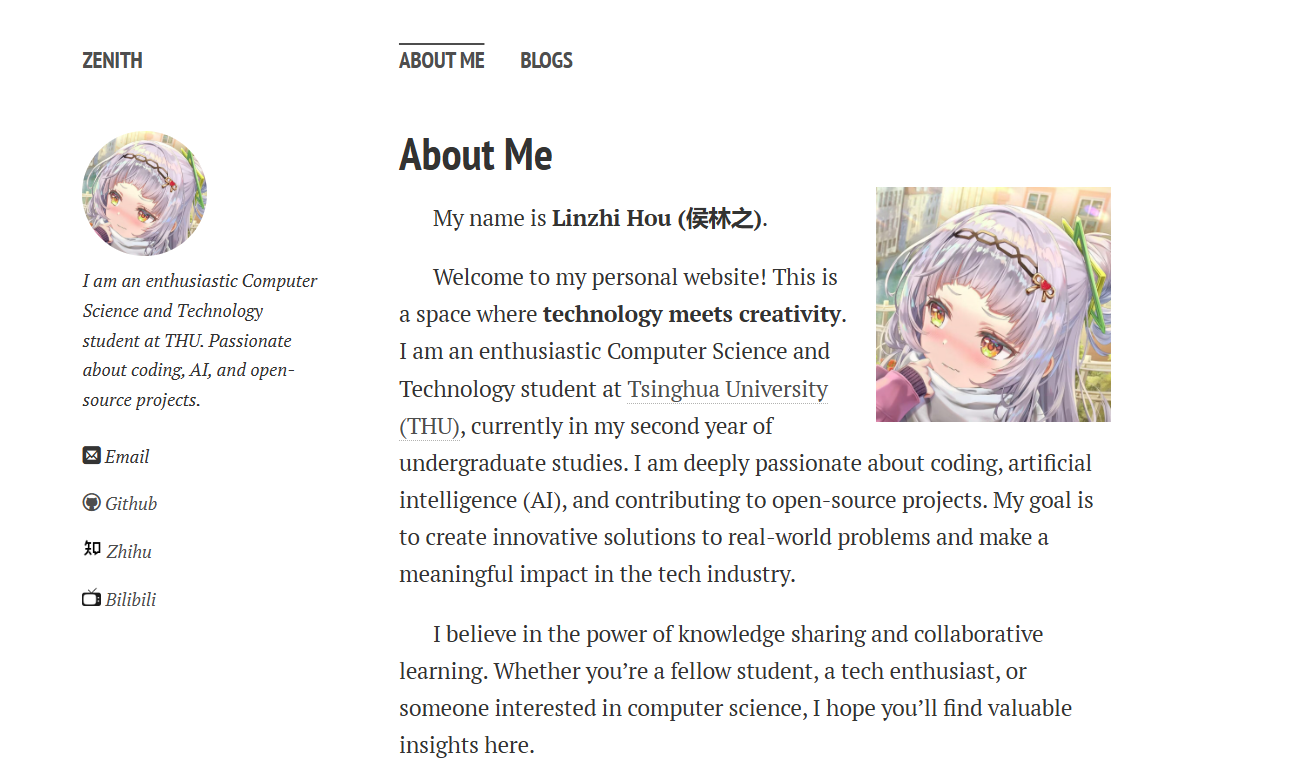 ZENITH
ABOUT ME
BLOGS
I am an enthusiastic Computer
Science and Technology
student at THU. Passionate
about coding, AI, and open-
source projects.
Email
Github
知 Zhihu
Bilibili
About Me
My name is Linzhi Hou (侯林之).
Welcome to my personal website! This is
a space where technology meets creativity.
I am an enthusiastic Computer Science and
Technology student at Tsinghua University
(THU), currently in my second year of
undergraduate studies. I am deeply passionate about coding, artificial
intelligence (AI), and contributing to open-source projects. My goal is
to create innovative solutions to real-world problems and make a
meaningful impact in the tech industry.
I believe in the power of knowledge sharing and collaborative
learning. Whether you’re a fellow student, a tech enthusiast, or
someone interested in computer science, I hope you’ll find valuable
insights here.